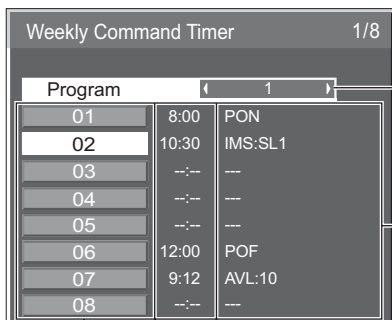 Weekly Command Timer 1/8
Program 1
01 8:00 PON
02 10:30 IMS:SL1
03 --:-- ---
04 --:-- ---
05 --:-- ---
06 12:00 POF
07 9:12 AVL:10
08 --:-- ---